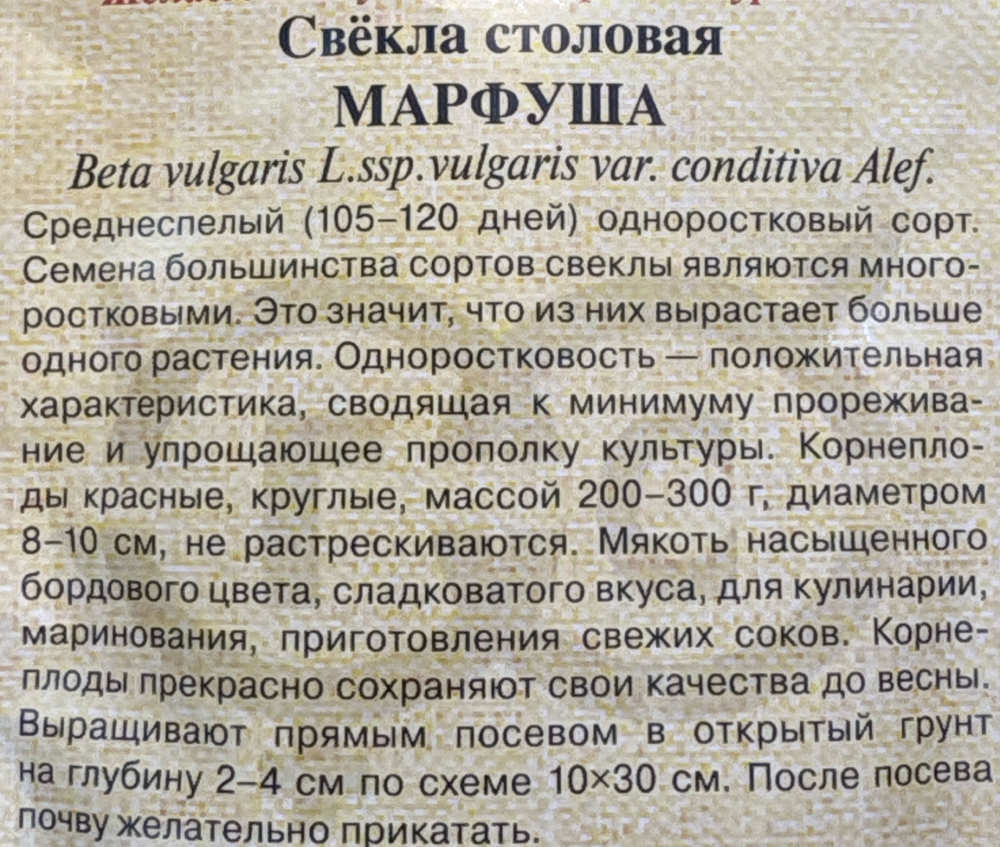 Свёкла столовая
МАРФУША
Beta vulgaris L.ssp.vulgaris var. conditiva Alef.
Среднеспелый (105–120 дней) одноростковый сорт.
Семена большинства сортов свеклы являются много-
ростковыми. Это значит, что из них вырастает больше
одного растения. Одноростковость — положительная
характеристика, сводящая к минимуму прорежива-
ние и упрощающее прополку культуры. Корнепло-
ды красные, круглые, массой 200–300 г, диаметром
8–10 см, не растрескиваются. Мякоть насыщенного
бордового цвета, сладковатого вкуса, для кулинарии,
маринования, приготовления свежих соков. Корне-
плоды прекрасно сохраняют свои качества до весны.
Выращивают прямым посевом в открытый грунт
на глубину 2–4 см по схеме 10×30 см. После посева
почву желательно прикатать.